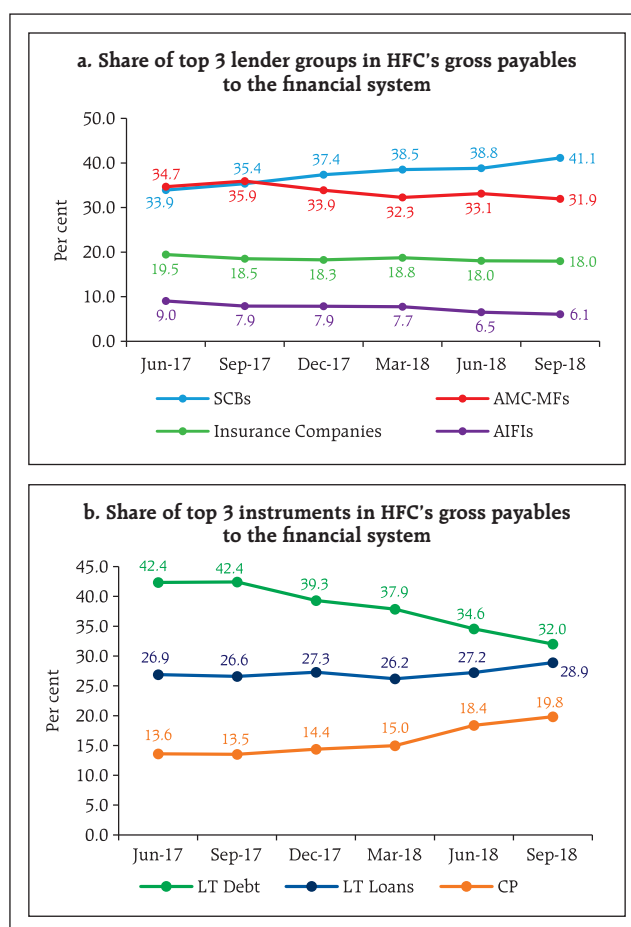 a. Share of top 3 lender groups in HFC's gross payables
to the financial system
Per cent
50.0
40.0
30.0
20.0
10.0
0.0
34.7
33.9
35.4
35.9
37.4
33.9
38.5
32.3
38.8
33.1
41.1
31.9
19.5
18.5
18.3
18.8
18.0
18.0
9.0
7.9
7.9
7.7
6.5
6.1
Jun-17 Sep-17 Dec-17 Mar-18 Jun-18 Sep-18
SCBs AMC-MFs
Insurance Companies AIFIs
b. Share of top 3 instruments in HFC's gross payables
to the financial system
Per cent
45.0
40.0
35.0
30.0
25.0
20.0
15.0
10.0
5.0
0.0
42.4 42.4 39.3 37.9 34.6 32.0
26.9 26.6 27.3 26.2 27.2 28.9
13.6 13.5 14.4 15.0 18.4 19.8
Jun-17 Sep-17 Dec-17 Mar-18 Jun-18 Sep-18
LT Debt LT Loans CP